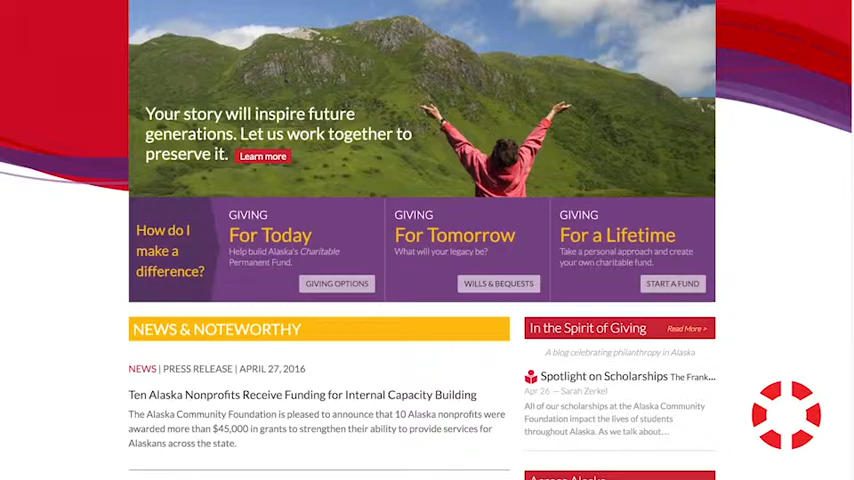 Your story will inspire future
generations. Let us work together to
preserve it. Learn more
How do I
make a
difference?
GIVING
For Today
Help build Alaska's Charitable
Permanent Fund.
GIVING OPTIONS
GIVING
For Tomorrow
What will your legacy be?
WILLS & BEQUESTS
GIVING
For a Lifetime
Take a personal approach and create
your own charitable fund.
START A FUND
NEWS & NOTEWORTHY
NEWS | PRESS RELEASE | APRIL 27, 2016
Ten Alaska Nonprofits Receive Funding for Internal Capacity Building
The Alaska Community Foundation is pleased to announce that 10 Alaska nonprofits were
awarded more than $45,000 in grants to strengthen their ability to provide services for
Alaskans across the state.
In the Spirit of Giving Read More >
A blog celebrating philanthropy in Alaska
Spotlight on Scholarships The Frank...
Apr 26 — Sarah Zerkel
All of our scholarships at the Alaska Community
Foundation impact the lives of students
throughout Alaska. As we talk about...
Across Alaska